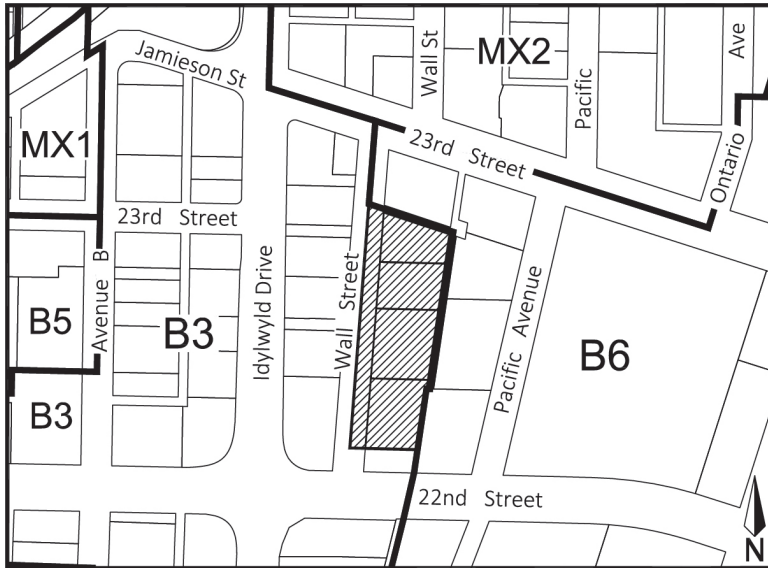 Jamieson St
Wall St
MX2
Pacific
Ave
MX1
23rd Street
Ontario
23rd Street
B5
Avenue B
B3
Idylwyld Drive
Wall Street
Pacific Avenue
B6
B3
22nd Street
N